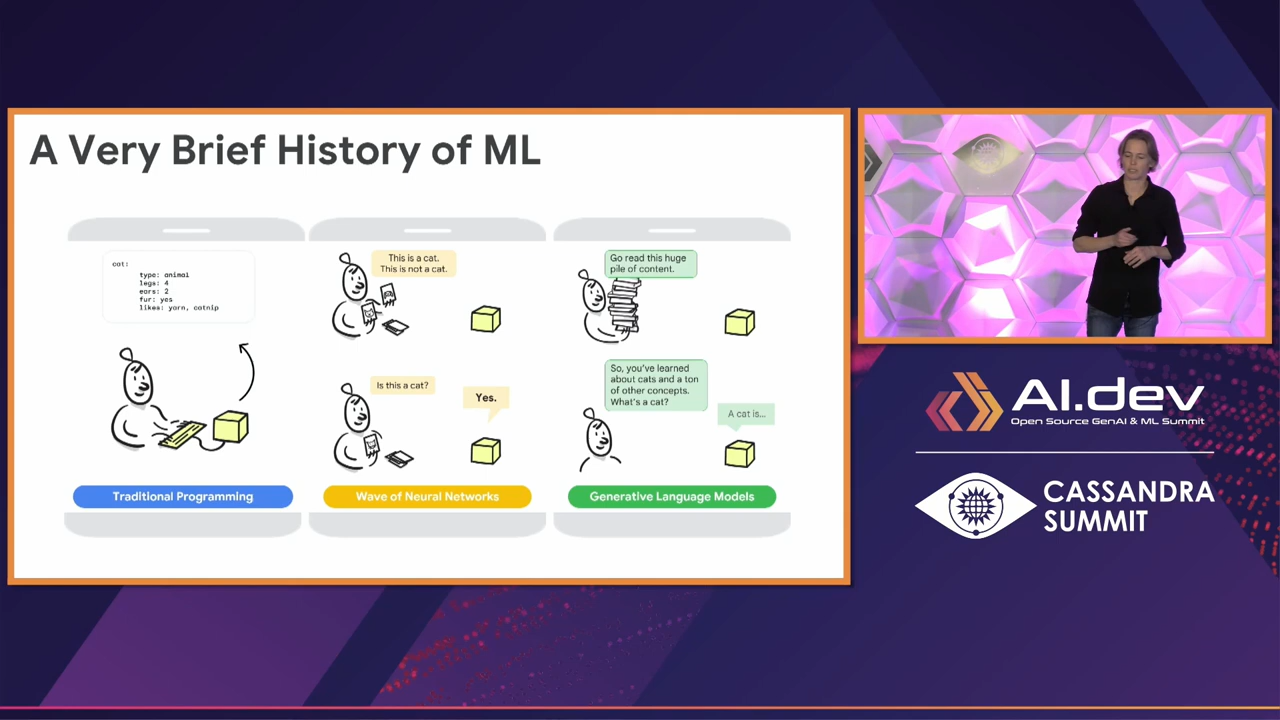 A Very Brief History of ML
cat:
type: animal
legs: 4
ears: 2
fur: yes
likes: yarn, catnip
Traditional Programming
This is a cat.
This is not a cat.
Is this a cat?
Yes.
Wave of Neural Networks
Go read this huge
pile of content.
So, you've learned
about cats and a ton
of other concepts.
What's a cat?
A cat is...
Generative Language Models
AI.dev
Open Source GenAI & ML Summit
CASSANDRA
SUMMIT